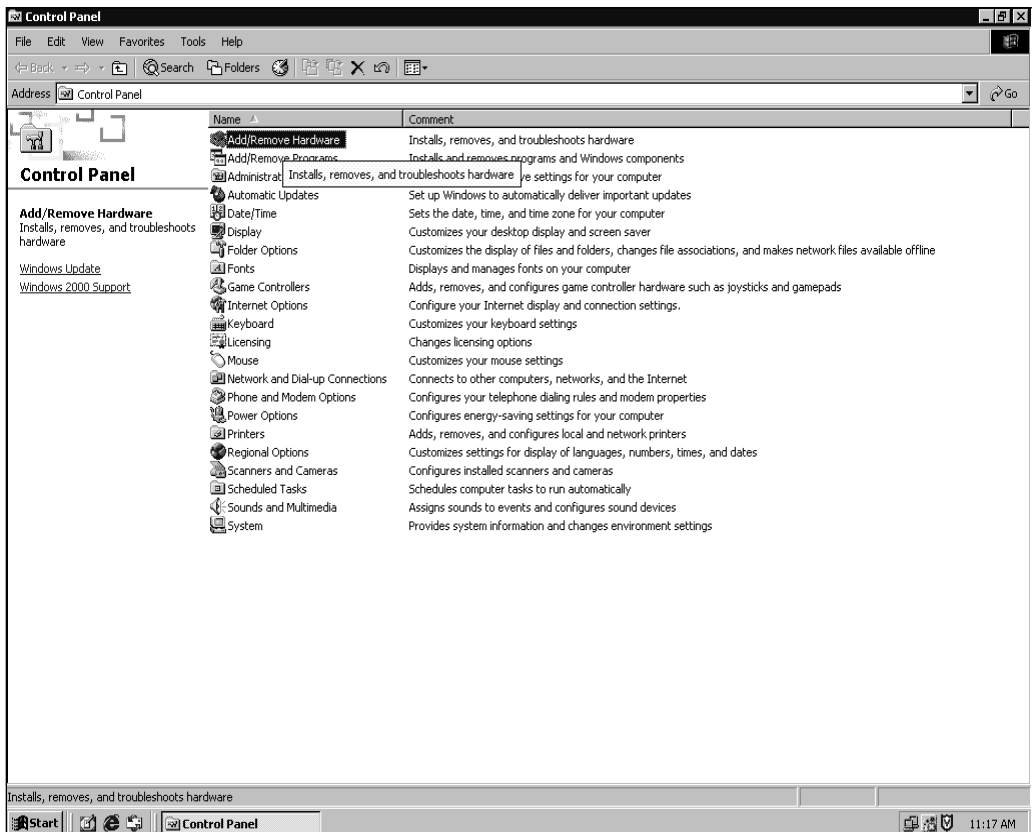 Control Panel
File Edit View Favorites Tools Help
Back Search Folders
Address Control Panel Go
Control Panel
Add/Remove Hardware
Installs, removes, and troubleshoots
hardware
Windows Update
Windows 2000 Support
Name Comment
Add/Remove Hardware Installs, removes, and troubleshoots hardware
Add/Remove Programs Installs and removes programs and Windows components
Installs, removes, and troubleshoots hardware
settings for your computer
Automatic Updates Set up Windows to automatically deliver important updates
Date/Time Sets the date, time, and time zone for your computer
Display Customizes your desktop display and screen saver
Folder Options Customizes the display of files and folders, changes file associations, and makes network files available offline
Fonts Displays and manages fonts on your computer
Game Controllers Adds, removes, and configures game controller hardware such as joysticks and gamepads
Internet Options Configure your Internet display and connection settings.
Keyboard Customizes your keyboard settings
Licensing Changes licensing options
Mouse Customizes your mouse settings
Network and Dial-up Connections Connects to other computers, networks, and the Internet
Phone and Modem Options Configures your telephone dialing rules and modem properties
Power Options Configures energy-saving settings for your computer
Printers Adds, removes, and configures local and network printers
Regional Options Customizes settings for display of languages, numbers, times, and dates
Scanners and Cameras Configures installed scanners and cameras
Scheduled Tasks Schedules computer tasks to run automatically
Sounds and Multimedia Assigns sounds to events and configures sound devices
System Provides system information and changes environment settings
Installs, removes, and troubleshoots hardware
Start Control Panel 11:17 AM